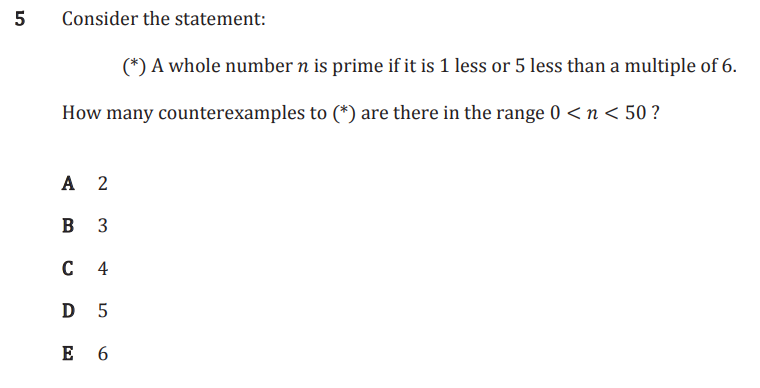 5 Consider the statement:
(*) A whole number n is prime if it is 1 less or 5 less than a multiple of 6.
How many counterexamples to (*) are there in the range 0 < n < 50 ?
A 2
B 3
C 4
D 5
E 6